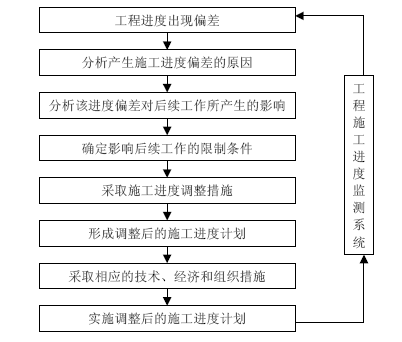 工程进度出现偏差
分析产生施工进度偏差的原因
分析该进度偏差对后续工作所产生的影响
确定影响后续工作的限制条件
采取施工进度调整措施
形成调整后的施工进度计划
采取相应的技术、经济和组织措施
实施调整后的施工进度计划
工程施工进度监测系统